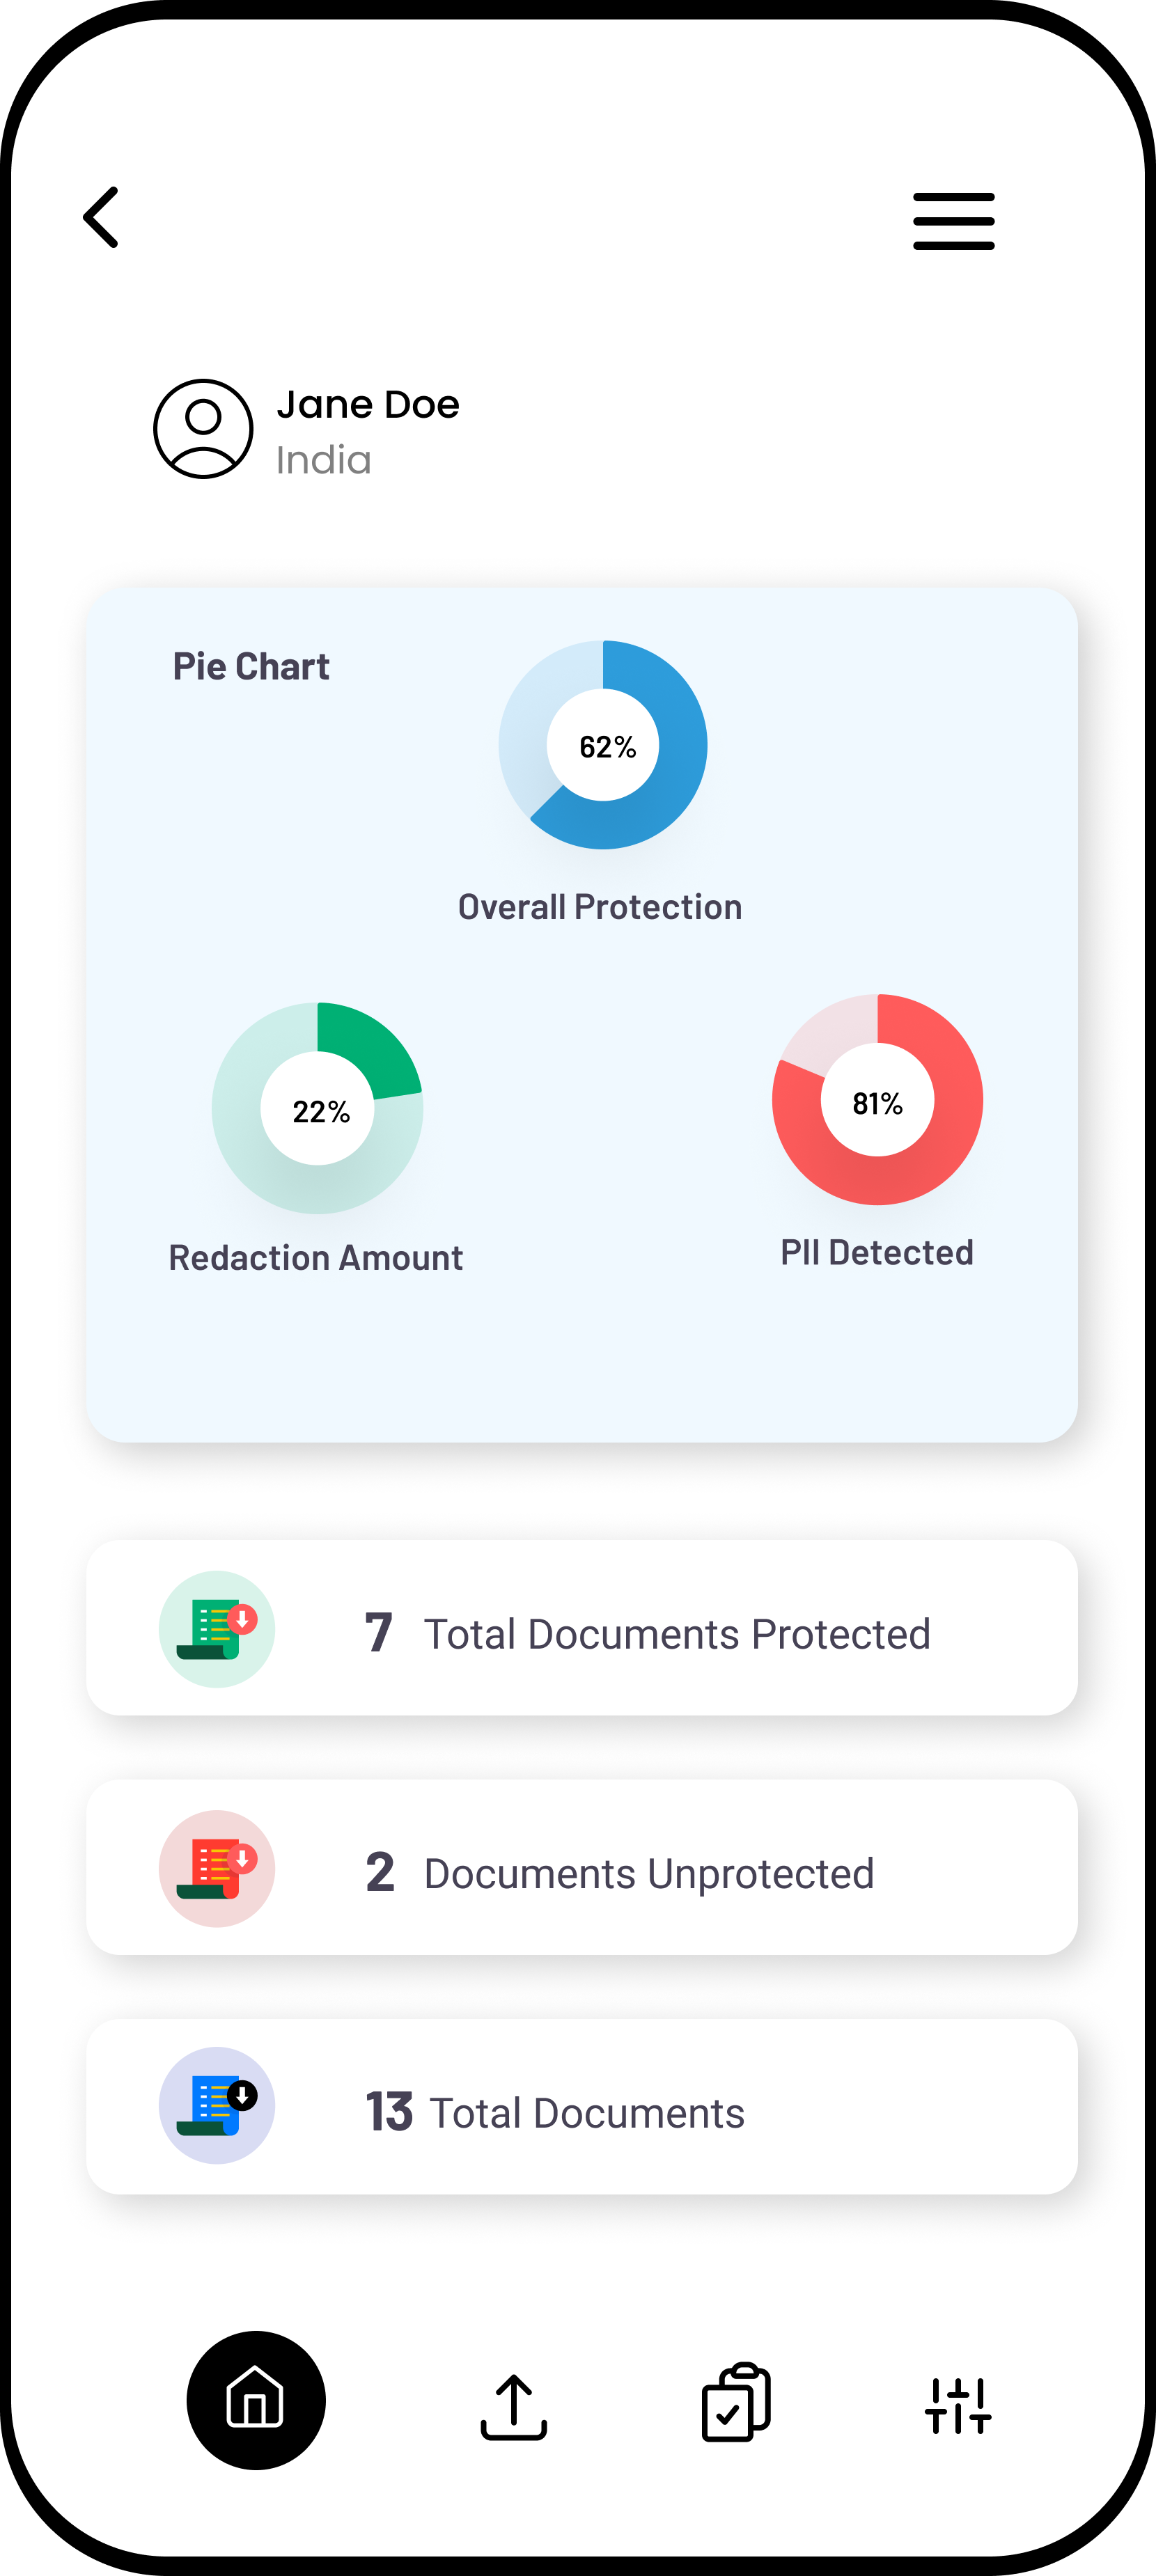 Jane Doe
India
Pie Chart
62%
Overall Protection
22%
81%
Redaction Amount
PII Detected
7 Total Documents Protected
2 Documents Unprotected
13 Total Documents